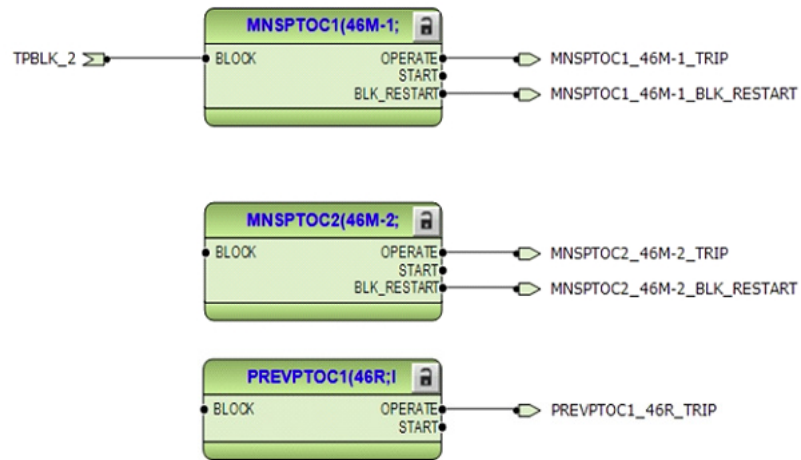 MNSPTOC1(46M-1;
TPBLK_2 BLOCK OPERATE MNSPTOC1_46M-1_TRIP
START
BLK_RESTART MNSPTOC1_46M-1_BLK_RESTART
MNSPTOC2(46M-2;
BLOCK OPERATE MNSPTOC2_46M-2_TRIP
START
BLK_RESTART MNSPTOC2_46M-2_BLK_RESTART
PREVPTOC1(46R;I
BLOCK OPERATE PREVPTOC1_46R_TRIP
START